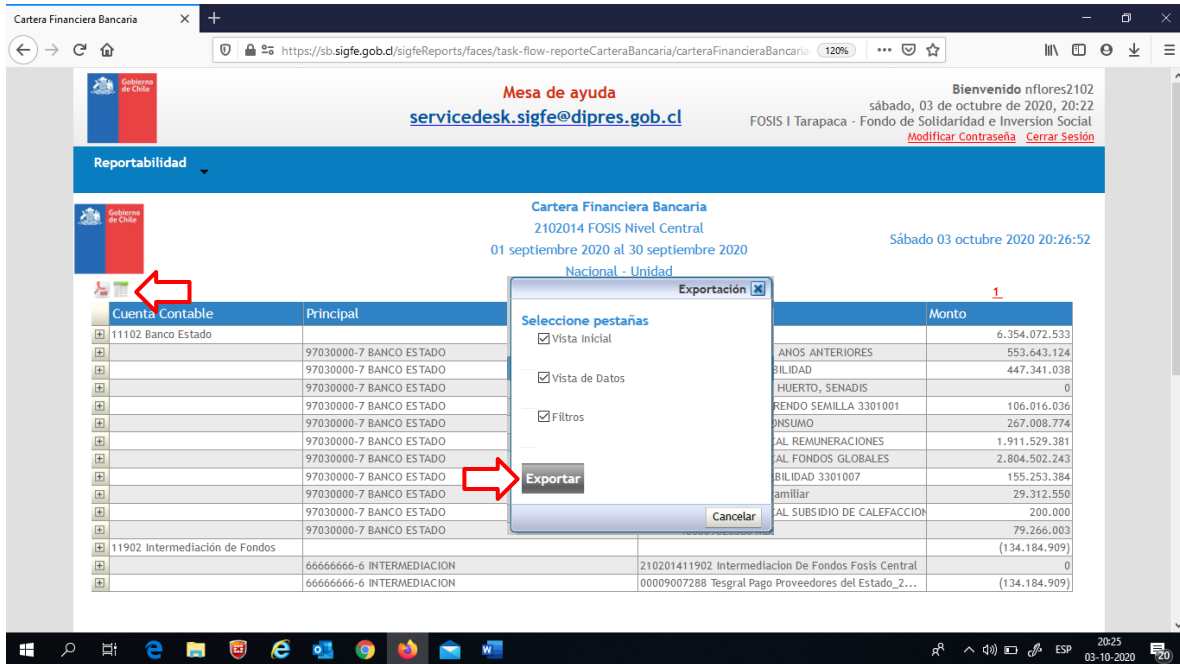 Cartera Financiera Bancaria
https://sb.sigfe.gob.cl/sigfeReports/faces/task-flow-reporteCarteraBancaria/carteraFinancieraBancaria
120%
Gobierno de Chile
Mesa de ayuda
servicedesk.sigfe@dipres.gob.cl
Bienvenido nflores2102
sábado, 03 de octubre de 2020, 20:22
FOSIS I Tarapaca - Fondo de Solidaridad e Inversion Social
Modificar Contraseña Cerrar Sesión
Reportabilidad
Gobierno de Chile
Cartera Financiera Bancaria
2102014 FOSIS Nivel Central
01 septiembre 2020 al 30 septiembre 2020
Nacional - Unidad
Sábado 03 octubre 2020 20:26:52
1
Exportación
Seleccione pestañas
Vista Inicial
Vista de Datos
Filtros
Exportar
Cancelar
Cuenta Contable Principal Monto
11102 Banco Estado 6.354.072.533
97030000-7 BANCO ESTADO ANOS ANTERIORES 553.643.124
97030000-7 BANCO ESTADO 447.341.038
97030000-7 BANCO ESTADO HUERTO, SENADIS 0
97030000-7 BANCO ESTADO SEMILLA 3301001 106.016.036
97030000-7 BANCO ESTADO 267.008.774
97030000-7 BANCO ESTADO REMUNERACIONES 1.911.529.381
97030000-7 BANCO ESTADO FONDOS GLOBALES 2.804.502.243
97030000-7 BANCO ESTADO 3301007 155.253.384
97030000-7 BANCO ESTADO 29.312.550
97030000-7 BANCO ESTADO SUBSIDIO DE CALEFACCION 200.000
97030000-7 BANCO ESTADO 79.266.003
11902 Intermediación de Fondos (134.184.909)
66666666-6 INTERMEDIACION 210201411902 Intermediacion De Fondos Fosis Central 0
66666666-6 INTERMEDIACION 00009007288 Tesgral Pago Proveedores del Estado_2... (134.184.909)
ESP
20:25
03-10-2020
20